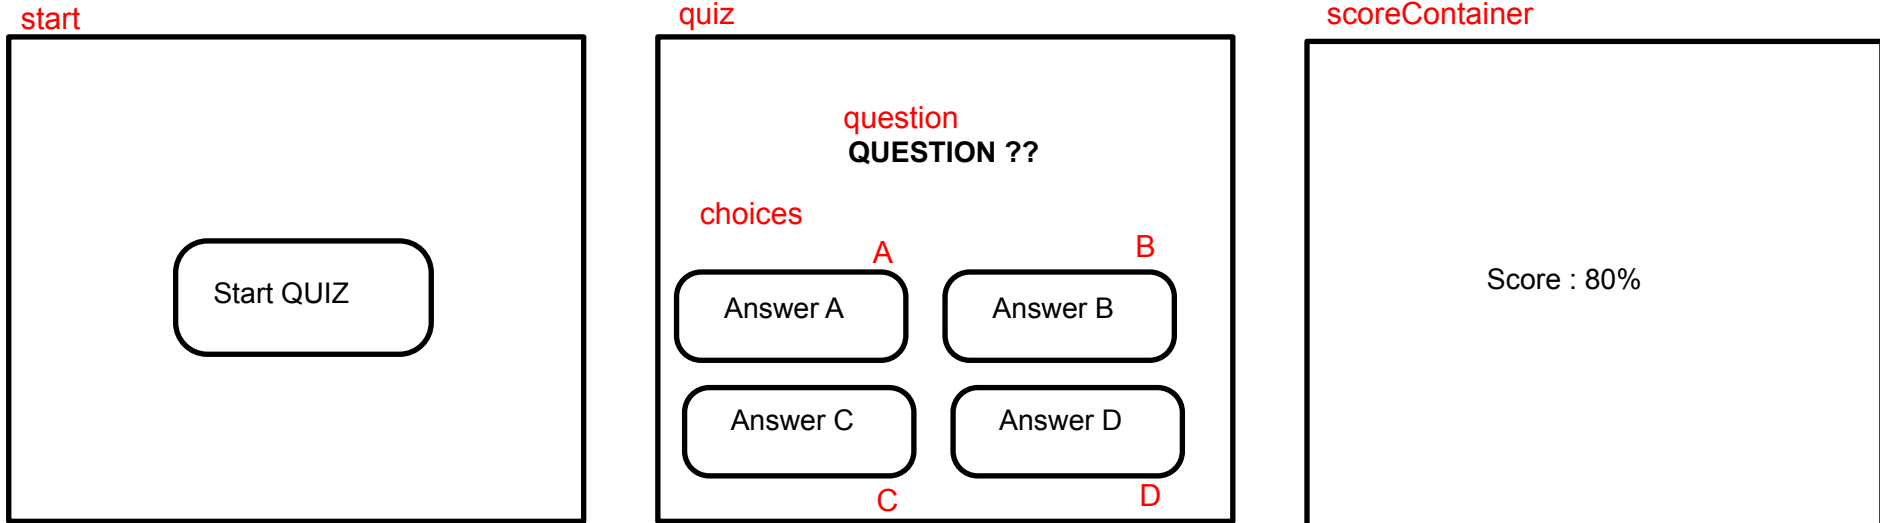 start
Start QUIZ
quiz
question
QUESTION ??
choices
A
B
Answer A
Answer B
Answer C
Answer D
C
D
scoreContainer
Score : 80%